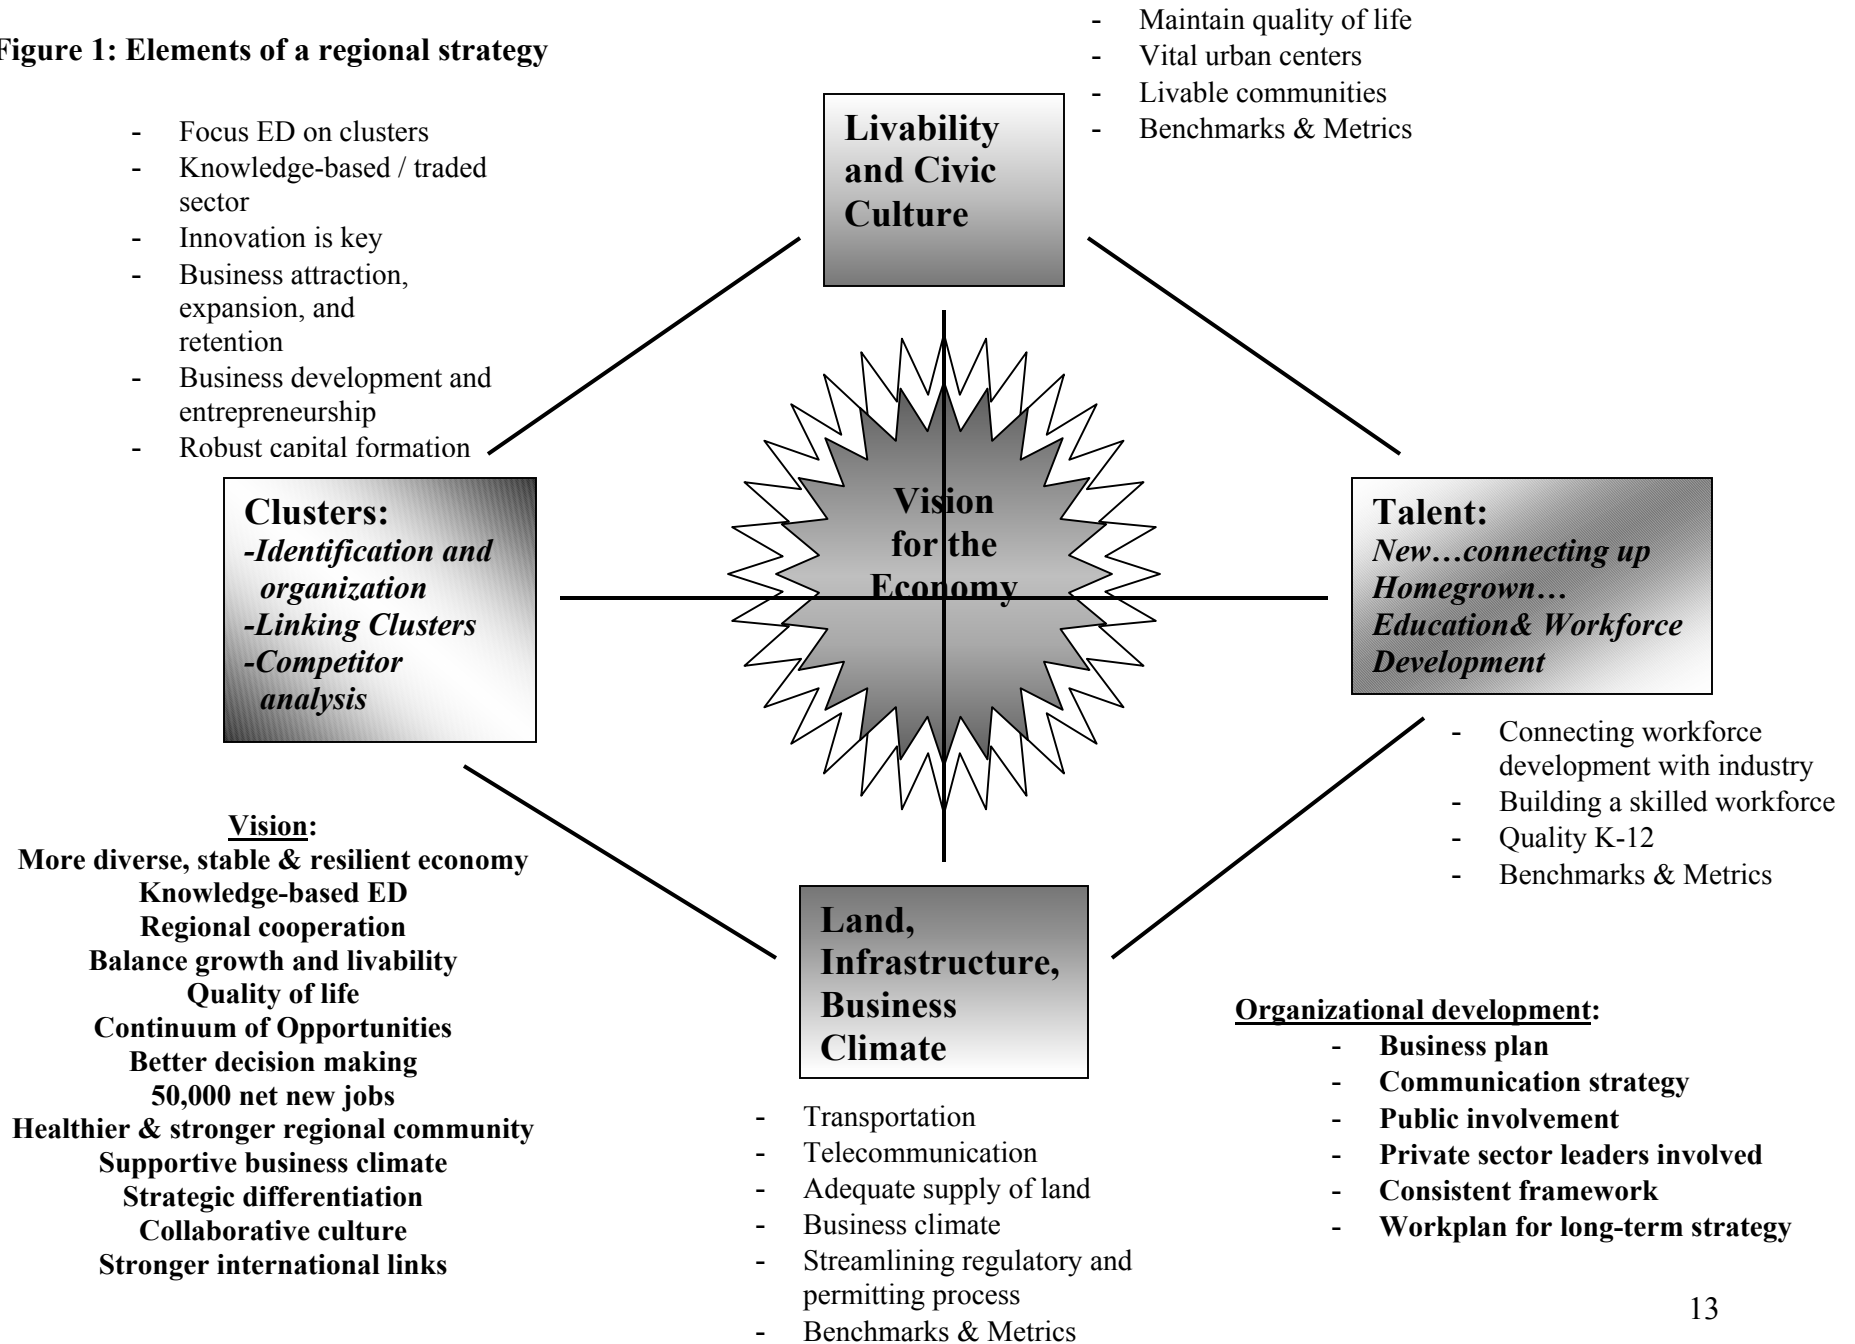 Figure 1: Elements of a regional strategy
- Maintain quality of life
- Vital urban centers
- Livable communities
- Benchmarks & Metrics
- Focus ED on clusters
- Knowledge-based / traded
sector
- Innovation is key
- Business attraction,
expansion, and
retention
- Business development and
entrepreneurship
- Robust capital formation
Livability
and Civic
Culture
Clusters:
-Identification and
organization
-Linking Clusters
-Competitor
analysis
Vision
for the
Economy
Talent:
New…connecting up
Homegrown…
Education& Workforce
Development
- Connecting workforce
development with industry
- Building a skilled workforce
- Quality K-12
- Benchmarks & Metrics
Vision:
More diverse, stable & resilient economy
Knowledge-based ED
Regional cooperation
Balance growth and livability
Quality of life
Continuum of Opportunities
Better decision making
50,000 net new jobs
Healthier & stronger regional community
Supportive business climate
Strategic differentiation
Collaborative culture
Stronger international links
Land,
Infrastructure,
Business
Climate
- Transportation
- Telecommunication
- Adequate supply of land
- Business climate
- Streamlining regulatory and
permitting process
- Benchmarks & Metrics
Organizational development:
- Business plan
- Communication strategy
- Public involvement
- Private sector leaders involved
- Consistent framework
- Workplan for long-term strategy
13